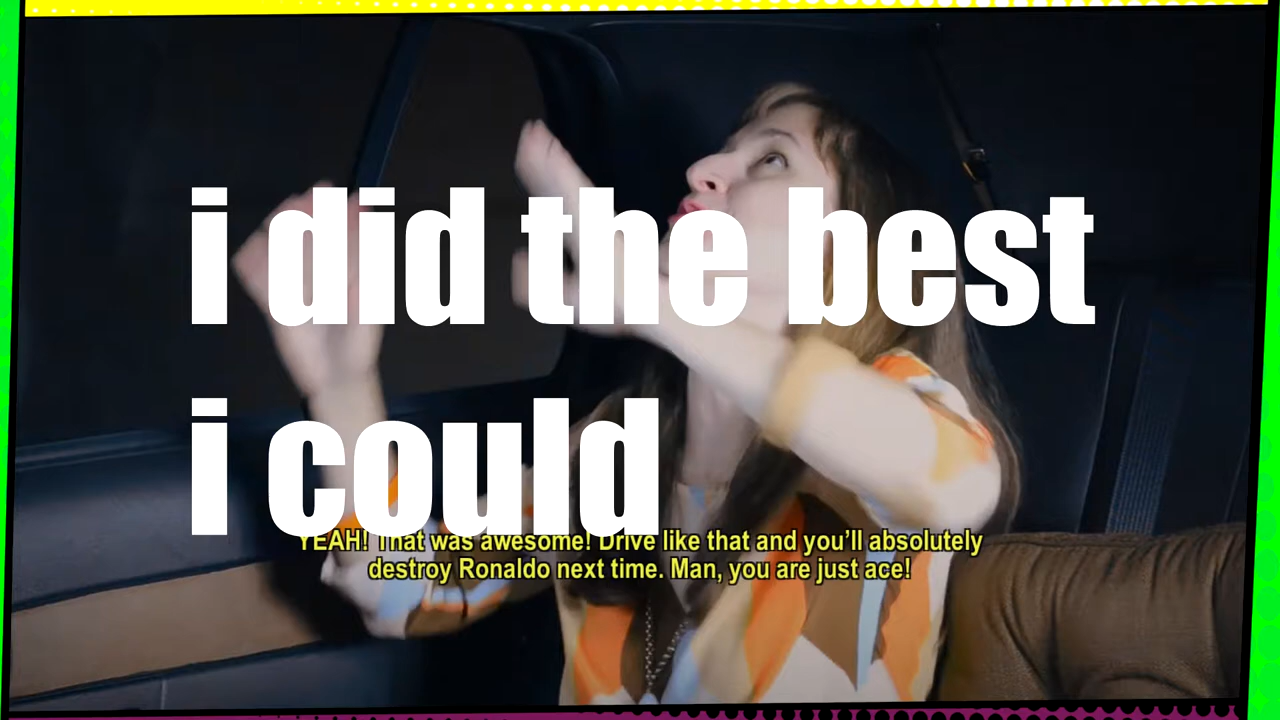 i did the best
i could
YEAH! That was awesome! Drive like that and you'll absolutely
destroy Ronaldo next time. Man, you are just ace!